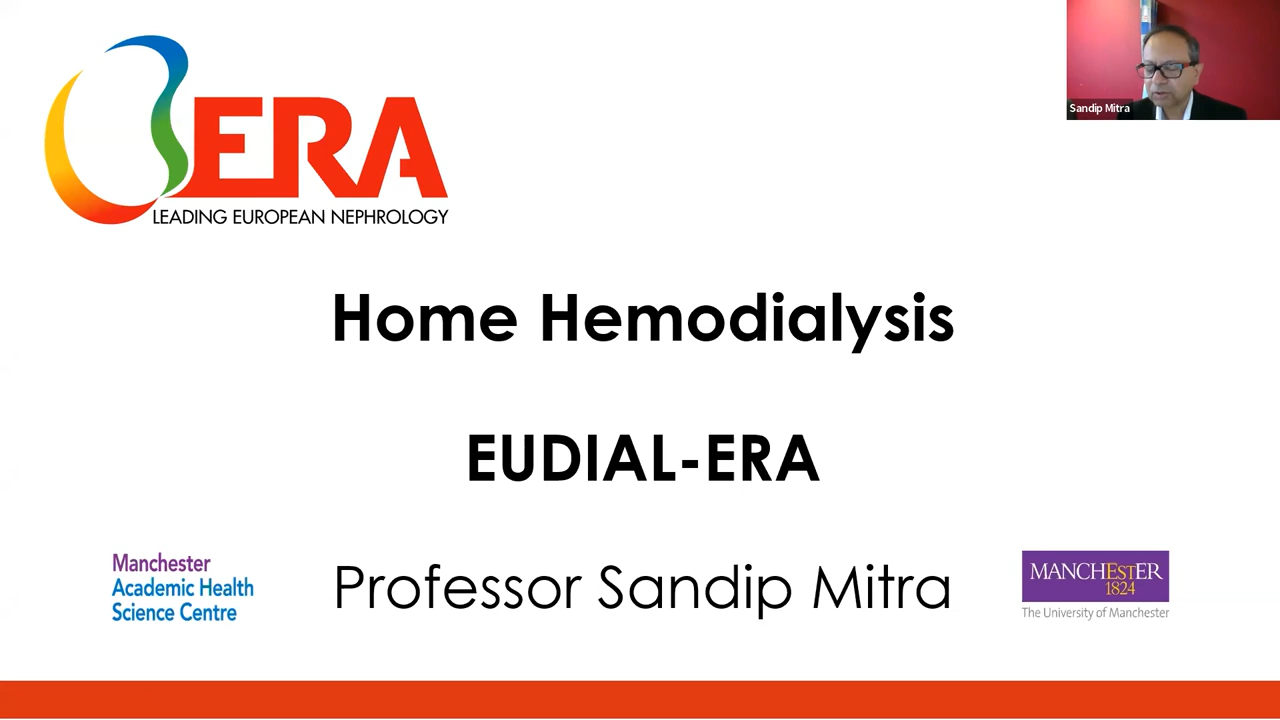 Sandip Mitra
ERA
LEADING EUROPEAN NEPHROLOGY
Home Hemodialysis
EUDIAL-ERA
Manchester
Academic Health
Science Centre
Professor Sandip Mitra
MANCHESTER
1824
The University of Manchester